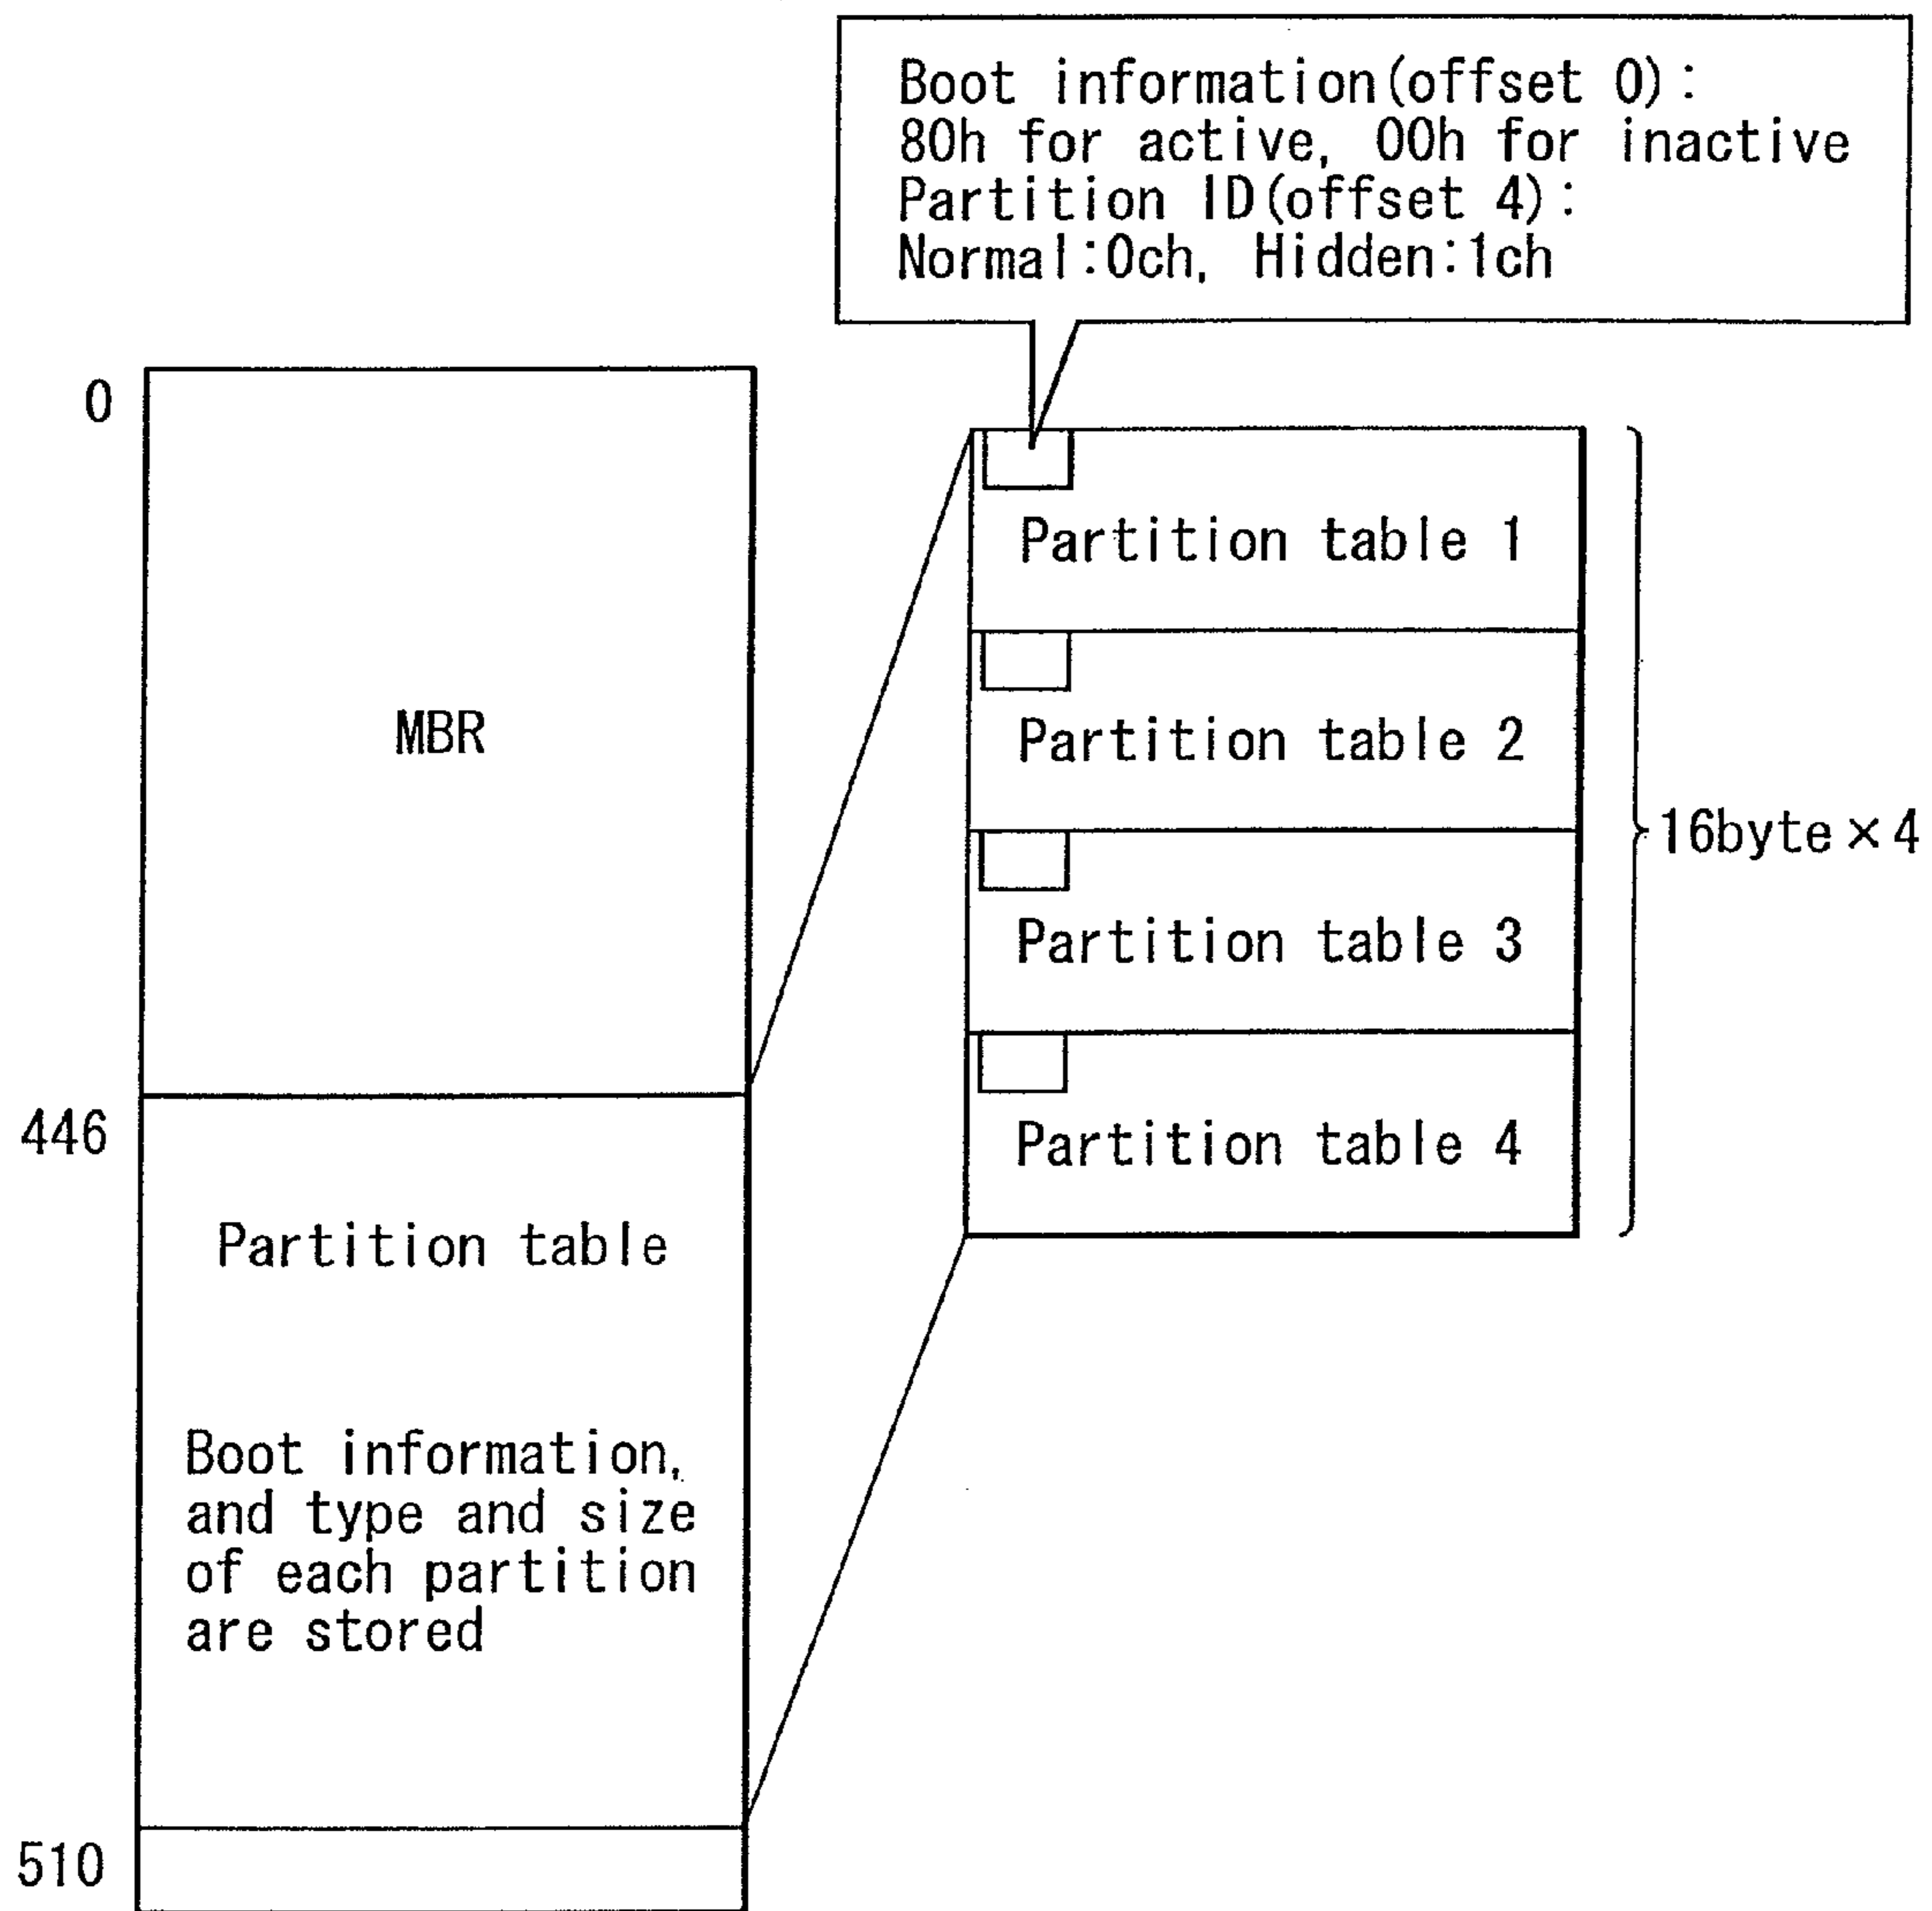 Boot information(offset 0):
80h for active, 00h for inactive
Partition ID(offset 4):
Normal:0ch, Hidden:1ch
0
MBR
446
Partition table
Boot information,
and type and size
of each partition
are stored
510
Partition table 1
Partition table 2
Partition table 3
Partition table 4
16byte×4